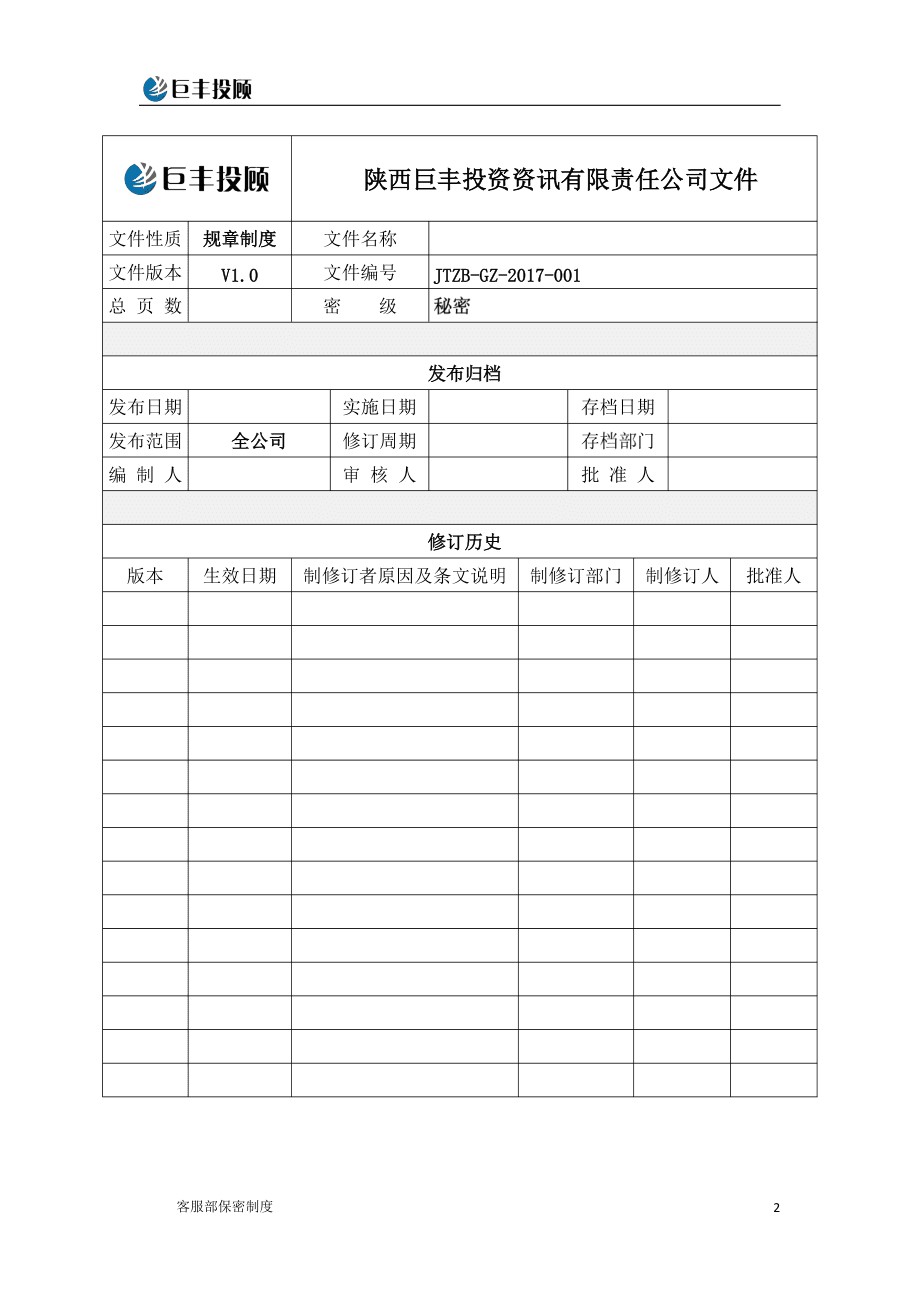 巨丰投顾
巨丰投顾 陕西巨丰投资资讯有限责任公司文件
文件性质 规章制度 文件名称
文件版本 V1.0 文件编号 JTZB-GZ-2017-001
总 页 数 密 级 秘密
发布归档
发布日期 实施日期 存档日期
发布范围 全公司 修订周期 存档部门
编 制 人 审 核 人 批 准 人
修订历史
版本 生效日期 制修订者原因及条文说明 制修订部门 制修订人 批准人
客服部保密制度 2